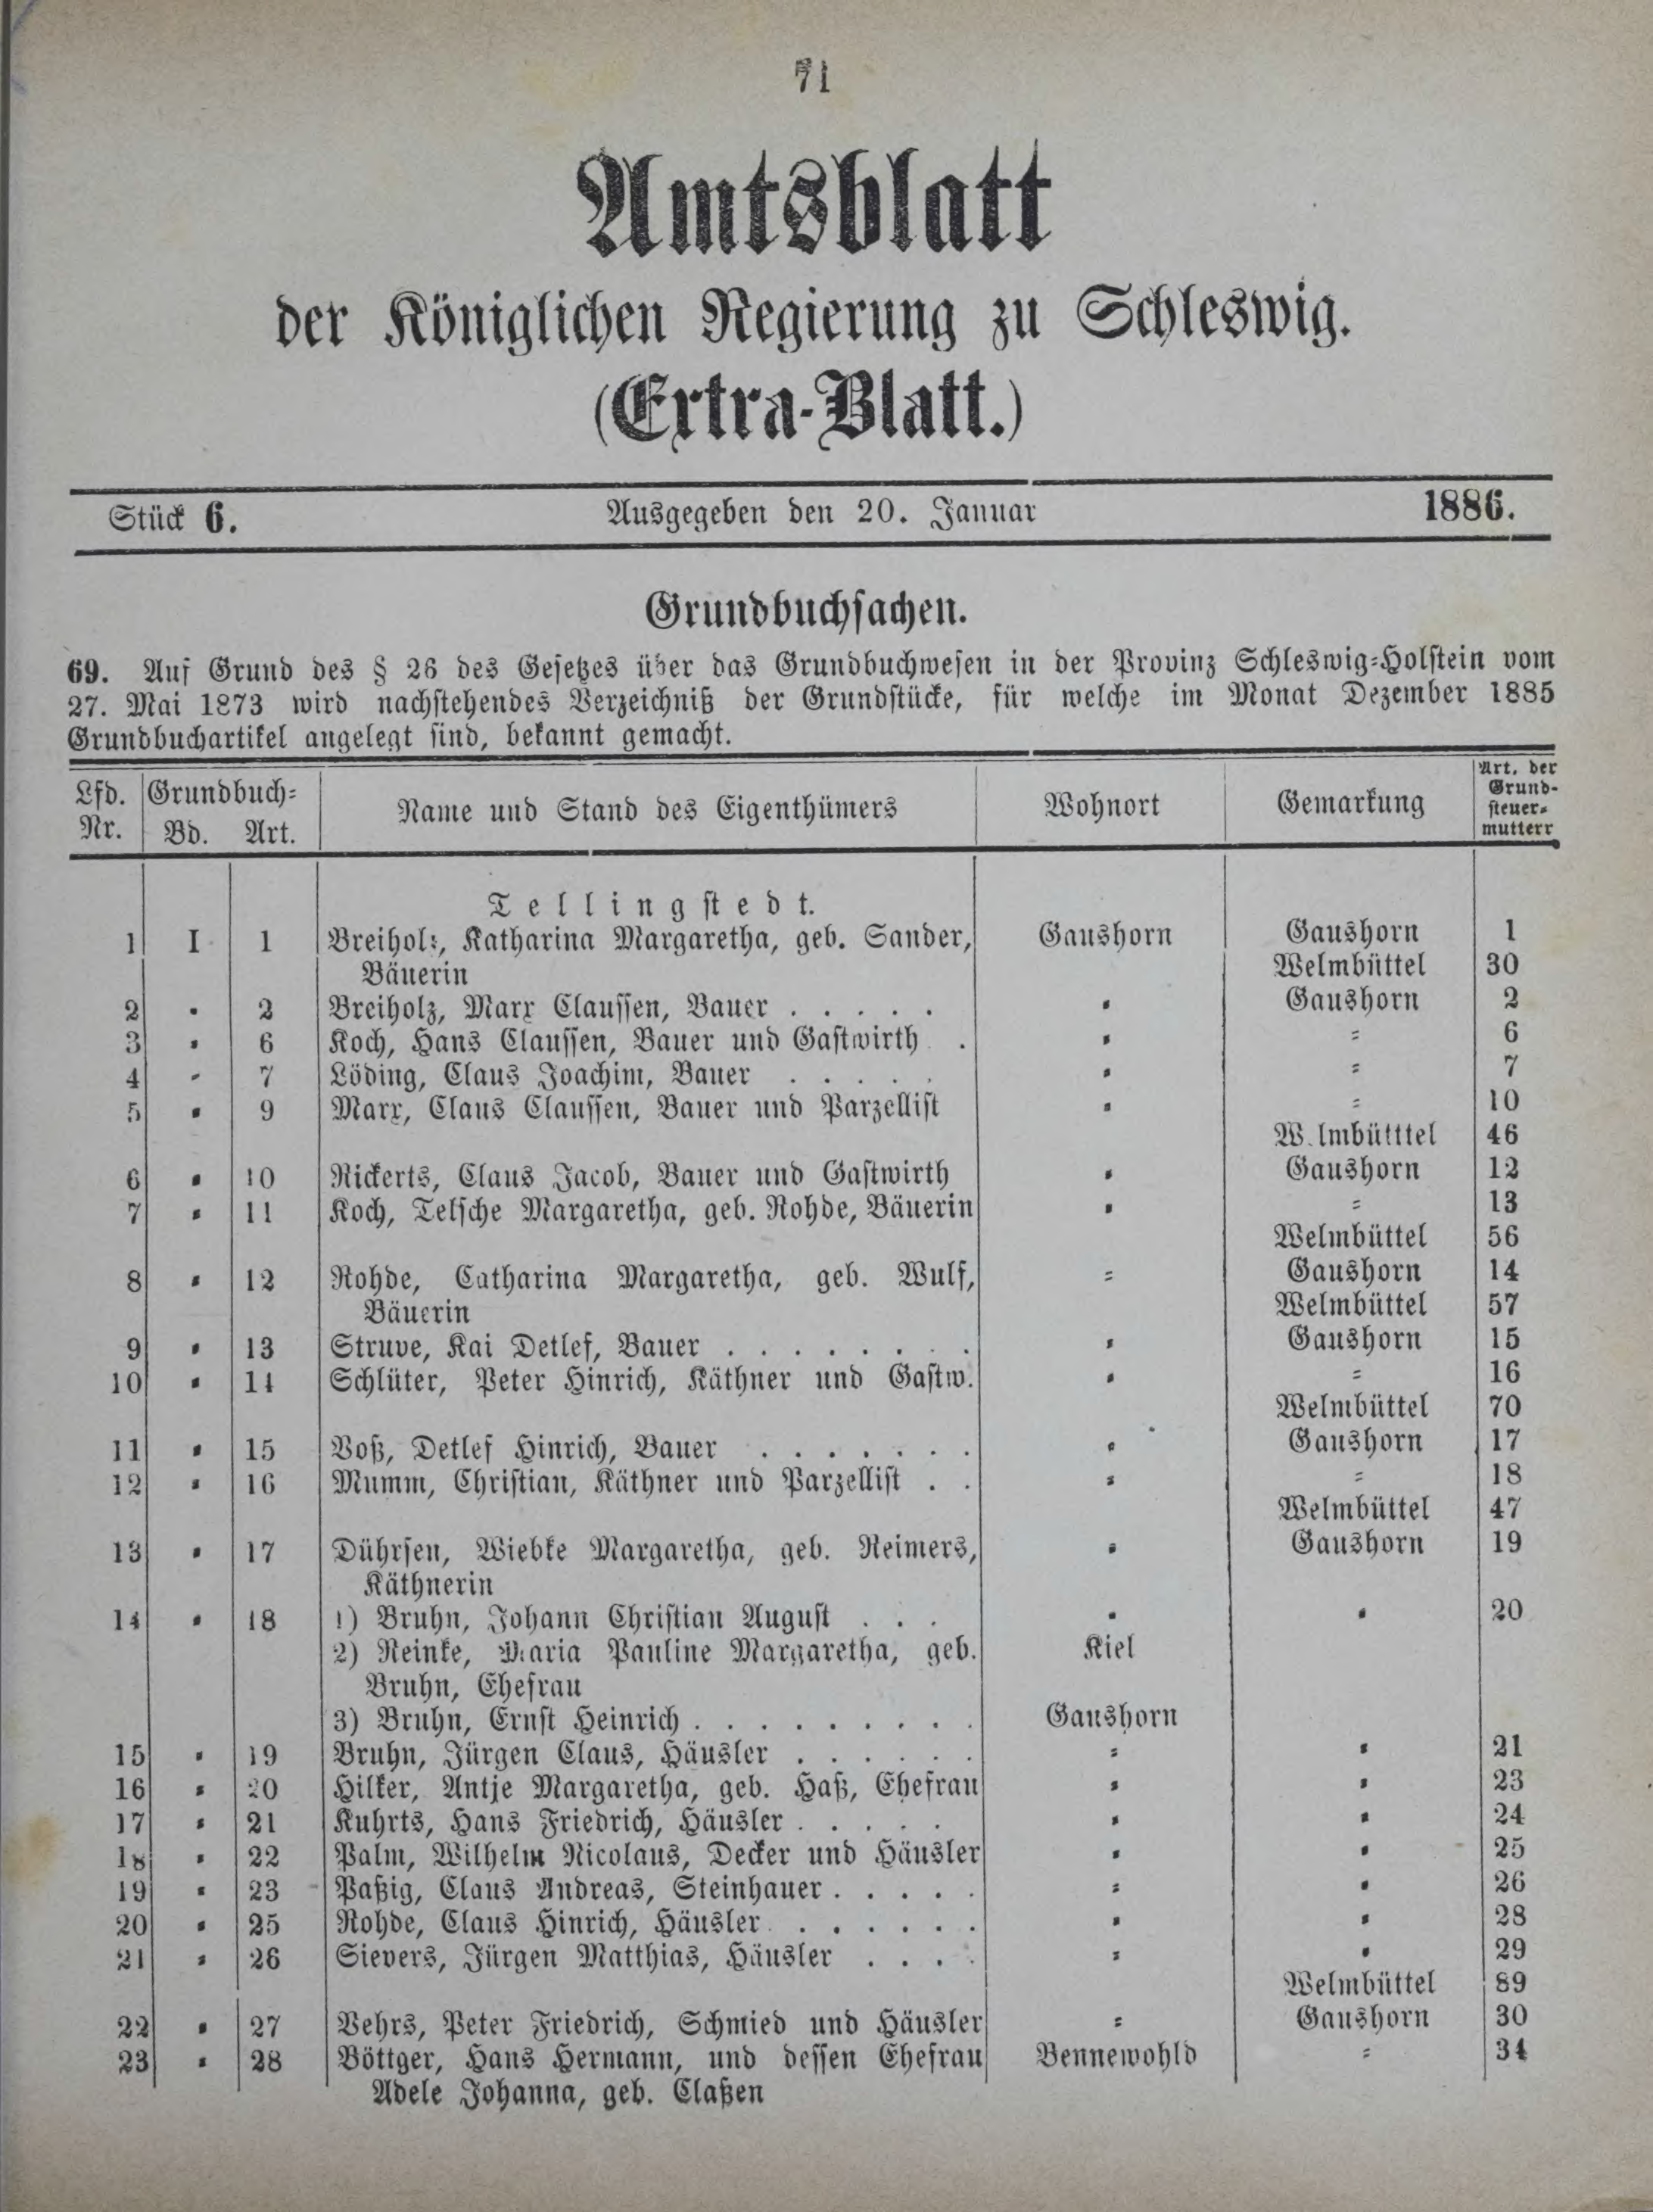 71
Amtsblatt
der Königlichen Regierung zu Schleswig.
(Extra-Blatt.)
Stück 6. Ausgegeben den 20. Januar 1886.
Grundbuchsachen.
69. Auf Grund des § 26 des Gesetzes über das Grundbuchwesen in der Provinz Schleswig-Holstein vom
27. Mai 1873 wird nachstehendes Verzeichniß der Grundstücke, für welche im Monat Dezember 1885
Grundbuchartikel angelegt sind, bekannt gemacht.
Lfd. Nr. Grundbuch- Bd. Art. Name und Stand des Eigenthümers Wohnort Gemarkung Art. der Grund-steuer-mutterr
Tellingstedt.
1 I 1 Breiholz, Katharina Margaretha, geb. Sander, Gaushorn Gaushorn 1
Bäuerin Welmbüttel 30
2 " 2 Breiholz, Marx Claussen, Bauer . . . . . " Gaushorn 2
3 " 6 Koch, Hans Claussen, Bauer und Gastwirth . " " 6
4 " 7 Löding, Claus Joachim, Bauer . . . . . " " 7
5 " 9 Marx, Claus Claussen, Bauer und Parzellist " " 10
W.lmbütttel 46
6 " 10 Rickerts, Claus Jacob, Bauer und Gastwirth " Gaushorn 12
7 " 11 Koch, Telsche Margaretha, geb. Rohde, Bäuerin " " 13
Welmbüttel 56
8 " 12 Rohde, Catharina Margaretha, geb. Wulf, " Gaushorn 14
Bäuerin Welmbüttel 57
9 " 13 Struve, Kai Detlef, Bauer . . . . . . . . " Gaushorn 15
10 " 14 Schlüter, Peter Hinrich, Käthner und Gastw. " " 16
Welmbüttel 70
11 " 15 Voß, Detlef Hinrich, Bauer . . . . . . . " Gaushorn 17
12 " 16 Mumm, Christian, Käthner und Parzellist . . " " 18
Welmbüttel 47
13 " 17 Dührsen, Wiebke Margaretha, geb. Reimers, " Gaushorn 19
Käthnerin
14 " 18 1) Bruhn, Johann Christian August . . . " " 20
2) Reinke, Maria Pauline Margaretha, geb. Kiel
Bruhn, Ehefrau
3) Bruhn, Ernst Heinrich . . . . . . . . . Gaushorn
15 " 19 Bruhn, Jürgen Claus, Häusler . . . . . . " " 21
16 " 20 Hilker, Antje Margaretha, geb. Haß, Ehefrau " " 23
17 " 21 Kuhrts, Hans Friedrich, Häusler . . . . . " " 24
18 " 22 Palm, Wilhelm Nicolaus, Decker und Häusler " " 25
19 " 23 Paßig, Claus Andreas, Steinhauer . . . . . " " 26
20 " 25 Rohde, Claus Hinrich, Häusler . . . . . . . " " 28
21 " 26 Sievers, Jürgen Matthias, Häusler . . . . " " 29
Welmbüttel 89
22 " 27 Vehrs, Peter Friedrich, Schmied und Häusler " Gaushorn 30
23 " 28 Böttger, Hans Hermann, und dessen Ehefrau Bennewohld " 34
Adele Johanna, geb. Claßen